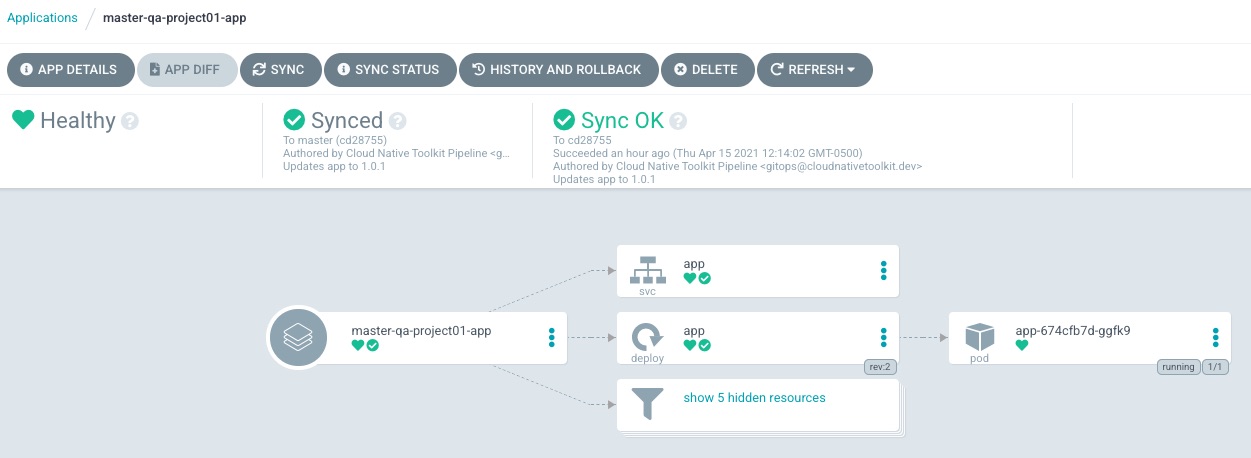 Applications / master-qa-project01-app
APP DETAILS APP DIFF SYNC SYNC STATUS HISTORY AND ROLLBACK DELETE REFRESH
Healthy ?
Synced ?
To master (cd28755)
Authored by Cloud Native Toolkit Pipeline <g...
Updates app to 1.0.1
Sync OK ?
To cd28755
Succeeded an hour ago (Thu Apr 15 2021 12:14:02 GMT-0500)
Authored by Cloud Native Toolkit Pipeline <gitops@cloudnativetoolkit.dev>
Updates app to 1.0.1
app
svc
master-qa-project01-app
app
deploy
rev:2
app-674cfb7d-ggfk9
pod
running 1/1
show 5 hidden resources